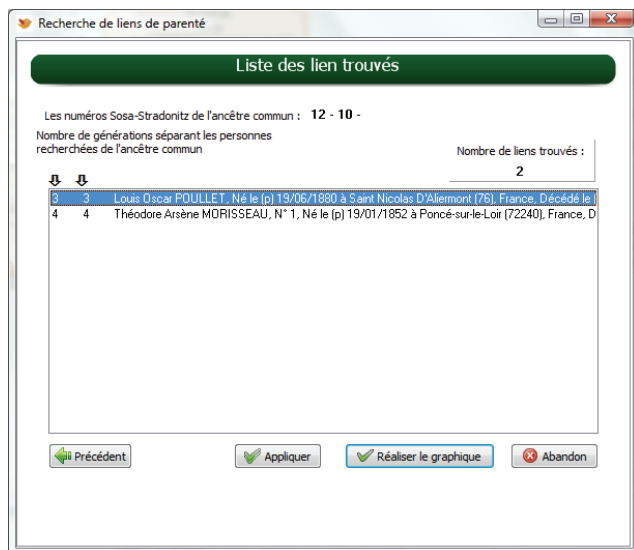 Recherche de liens de parenté
Liste des lien trouvés
Les numéros Sosa-Stradonitz de l'ancêtre commun : 12 - 10 -
Nombre de générations séparant les personnes
recherchées de l'ancêtre commun
Nombre de liens trouvés :
2
3 3 Louis Oscar POULLET, Né le (p) 19/06/1880 à Saint Nicolas D'Aliermont (76), France, Décédé le (
4 4 Théodore Arsène MORISSEAU, N° 1, Né le (p) 19/01/1852 à Poncé-sur-le-Loir (72240), France, D
Précédent
Appliquer
Réaliser le graphique
Abandon